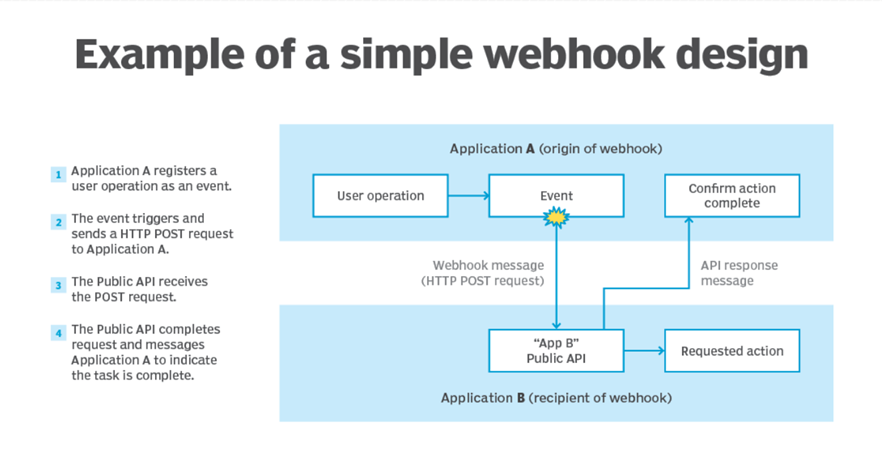 Example of a simple webhook design
1 Application A registers a
user operation as an event.
2 The event triggers and
sends a HTTP POST request
to Application A.
3 The Public API receives
the POST request.
4 The Public API completes
request and messages
Application A to indicate
the task is complete.
Application A (origin of webhook)
User operation
Event
Confirm action
complete
Webhook message
(HTTP POST request)
API response
message
“App B”
Public API
Requested action
Application B (recipient of webhook)